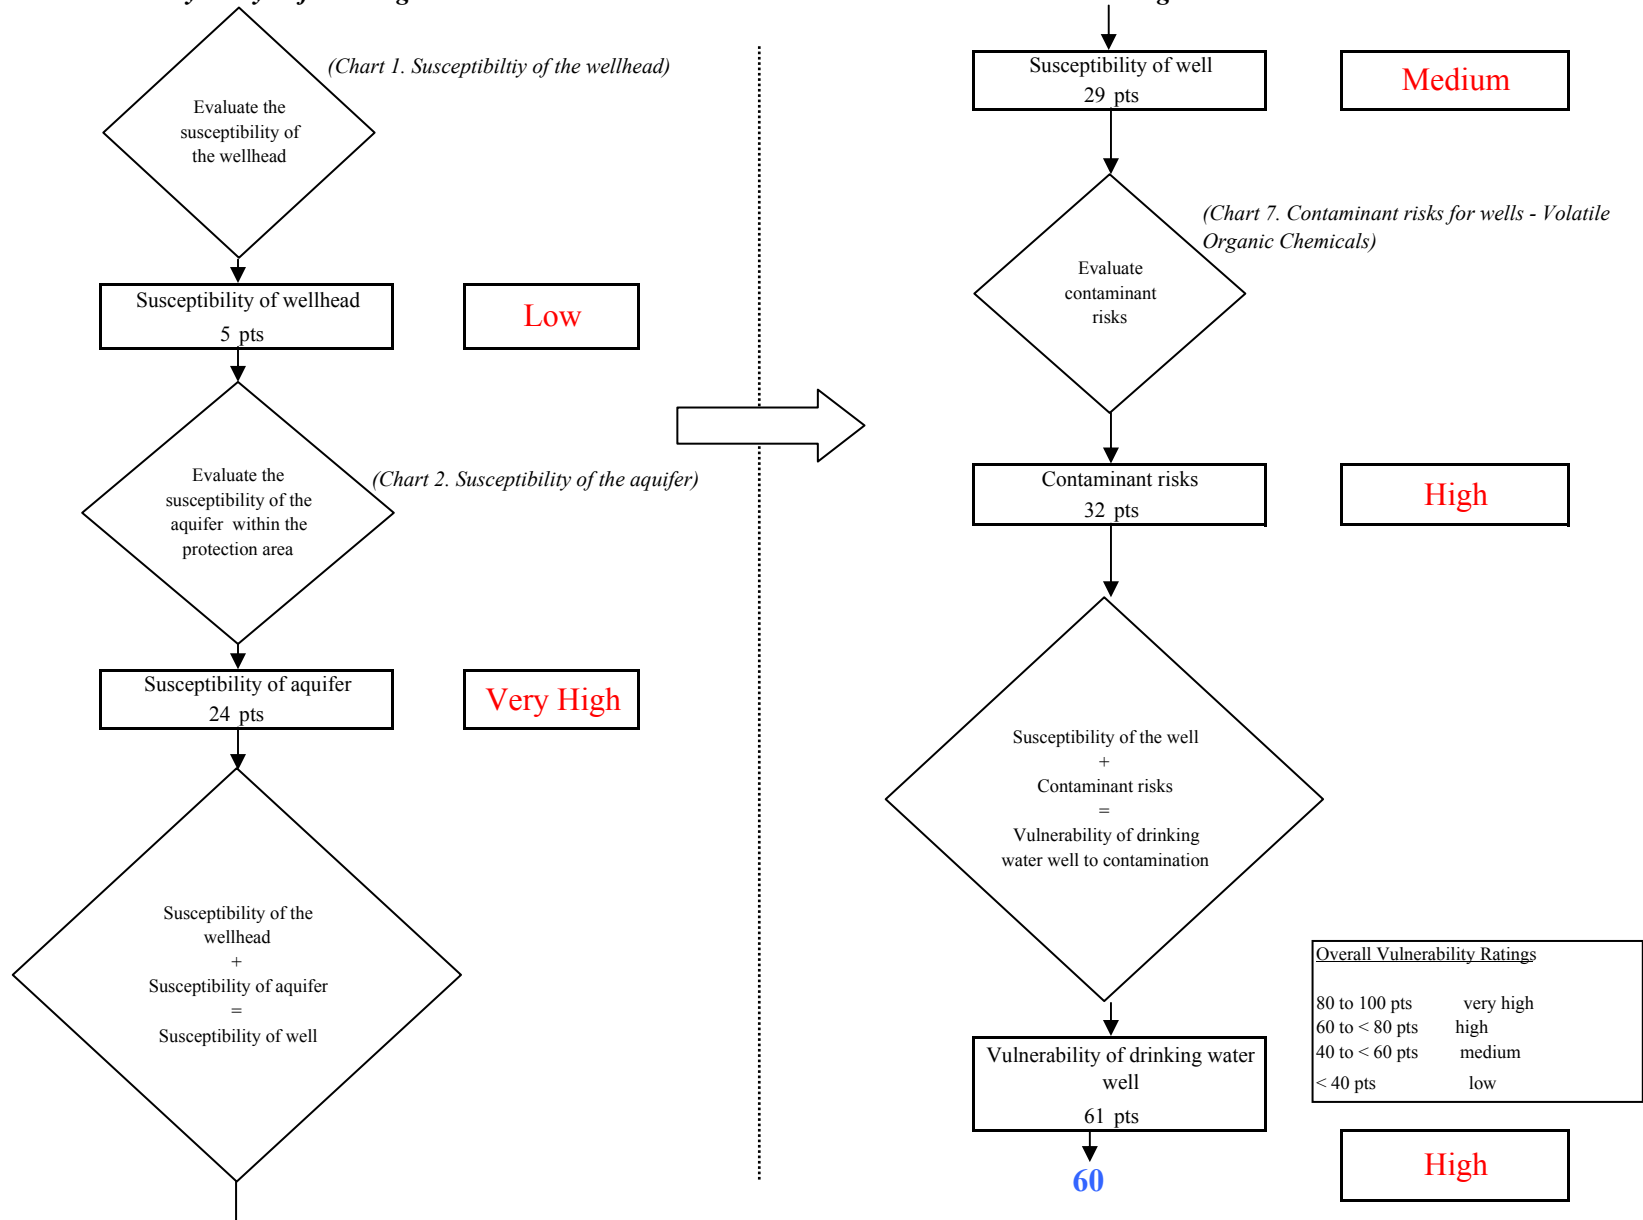 (Chart 1. Susceptibiltiy of the wellhead)
Evaluate the
susceptibility of
the wellhead
Susceptibility of wellhead
5 pts
Low
Evaluate the
susceptibility of the
aquifer within the
protection area
(Chart 2. Susceptibility of the aquifer)
Susceptibility of aquifer
24 pts
Very High
Susceptibility of the
wellhead
+
Susceptibility of aquifer
=
Susceptibility of well
Susceptibility of well
29 pts
Medium
(Chart 7. Contaminant risks for wells - Volatile
Organic Chemicals)
Evaluate
contaminant
risks
Contaminant risks
32 pts
High
Susceptibility of the well
+
Contaminant risks
=
Vulnerability of drinking
water well to contamination
Overall Vulnerability Ratings
80 to 100 pts very high
60 to < 80 pts high
40 to < 60 pts medium
< 40 pts low
Vulnerability of drinking water
well
61 pts
60
High